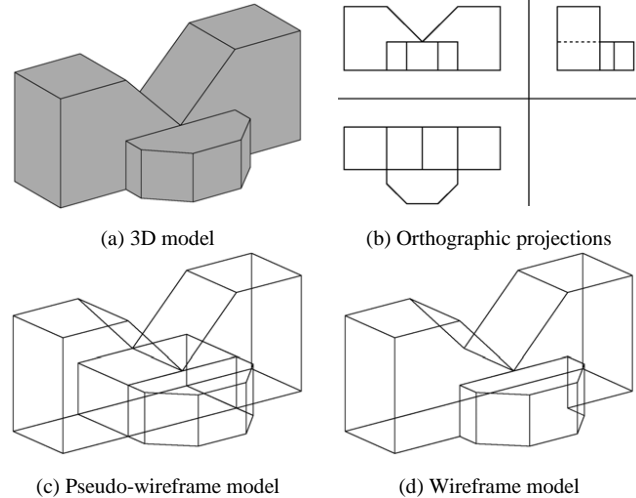 (a) 3D model
(b) Orthographic projections
(c) Pseudo-wireframe model
(d) Wireframe model